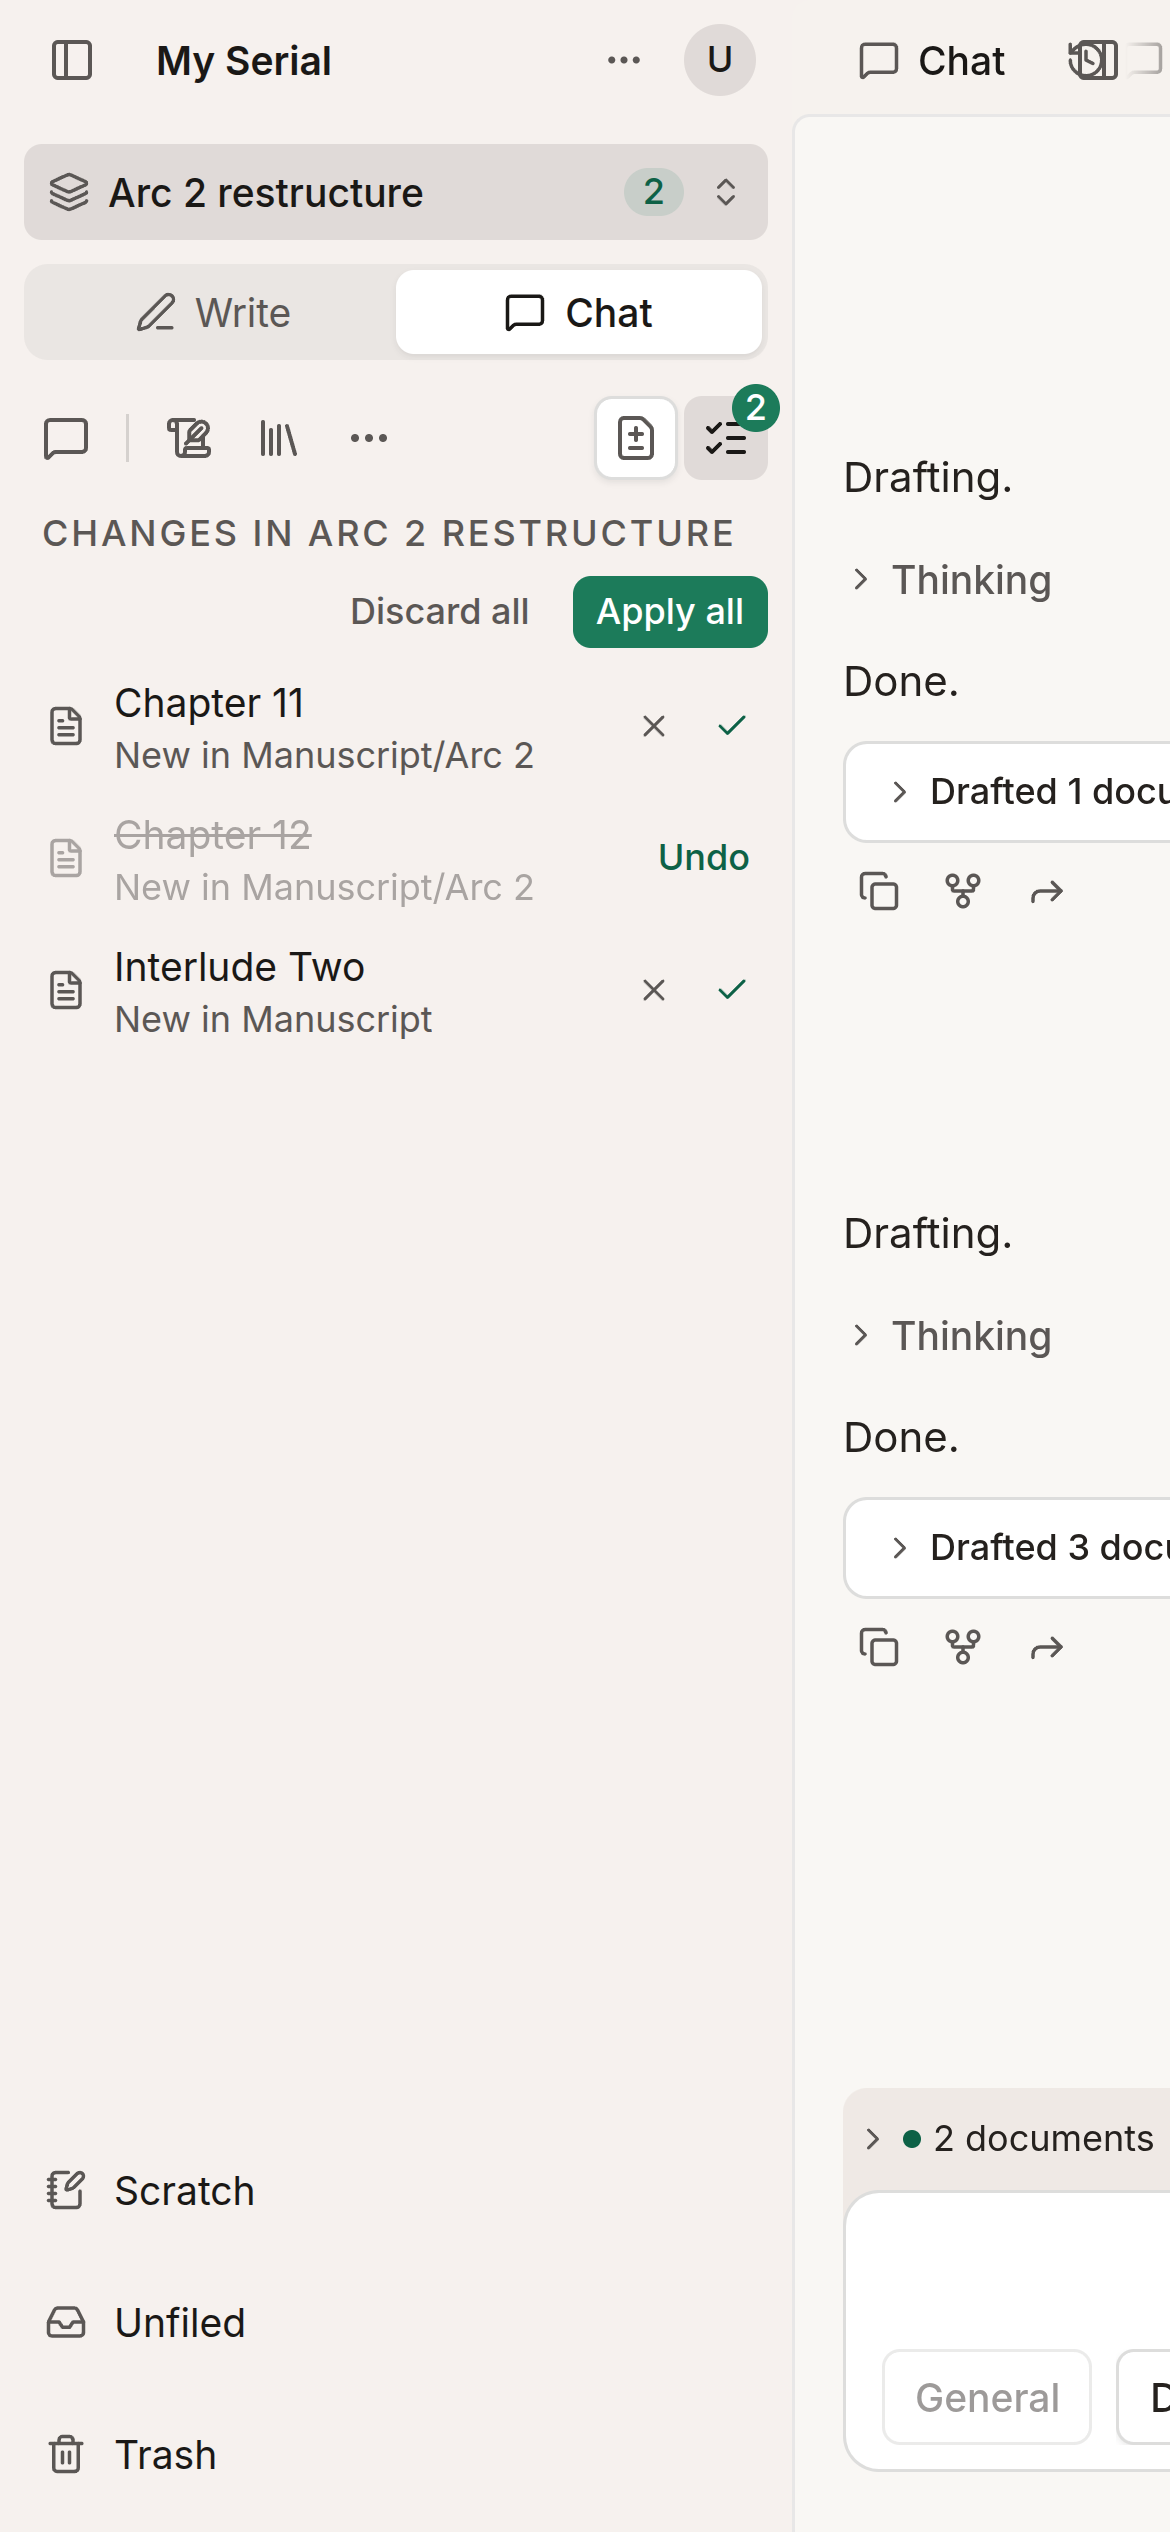 My Serial
U
Arc 2 restructure
2
Write
Chat
2
CHANGES IN ARC 2 RESTRUCTURE
Discard all
Apply all
Chapter 11
New in Manuscript/Arc 2
Chapter 12
New in Manuscript/Arc 2
Undo
Interlude Two
New in Manuscript
Scratch
Unfiled
Trash
Chat
Drafting.
Thinking
Done.
Drafted 1 docu
Drafting.
Thinking
Done.
Drafted 3 docu
2 documents
General
D